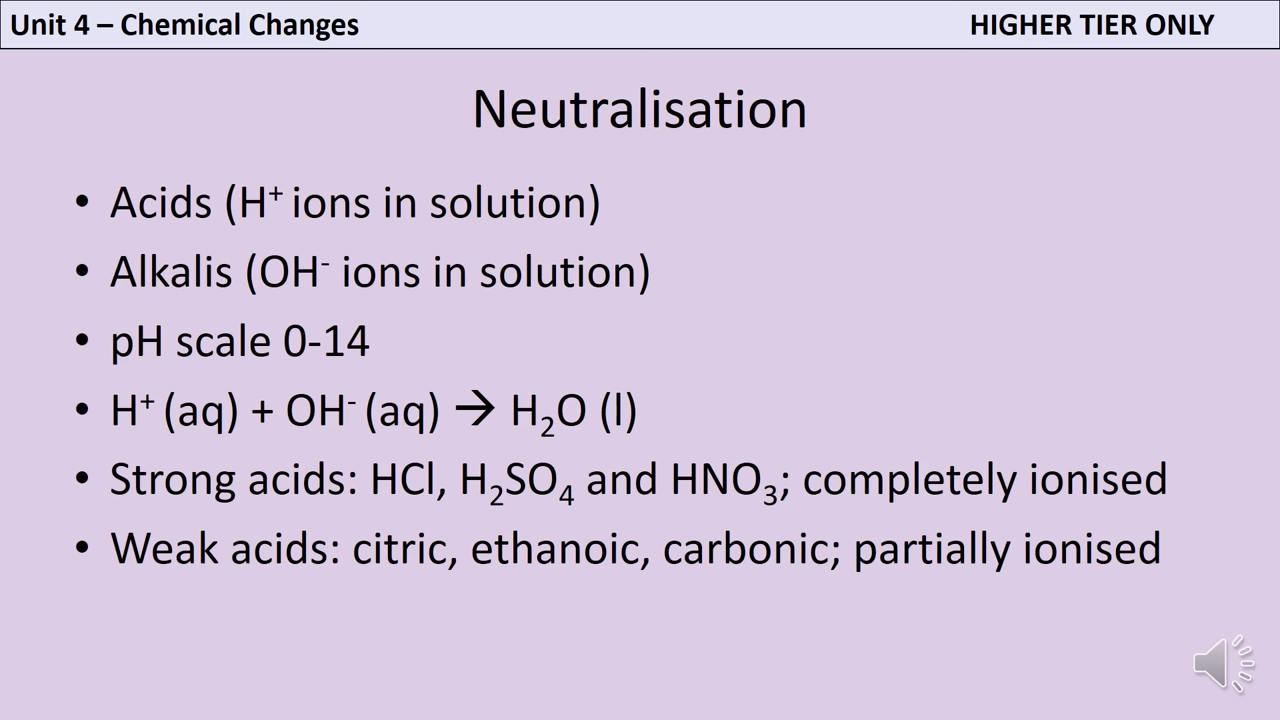 Unit 4 – Chemical Changes
HIGHER TIER ONLY
Neutralisation
• Acids (H⁺ ions in solution)
• Alkalis (OH⁻ ions in solution)
• pH scale 0-14
• H⁺ (aq) + OH⁻ (aq) → H₂O (l)
• Strong acids: HCl, H₂SO₄ and HNO₃; completely ionised
• Weak acids: citric, ethanoic, carbonic; partially ionised